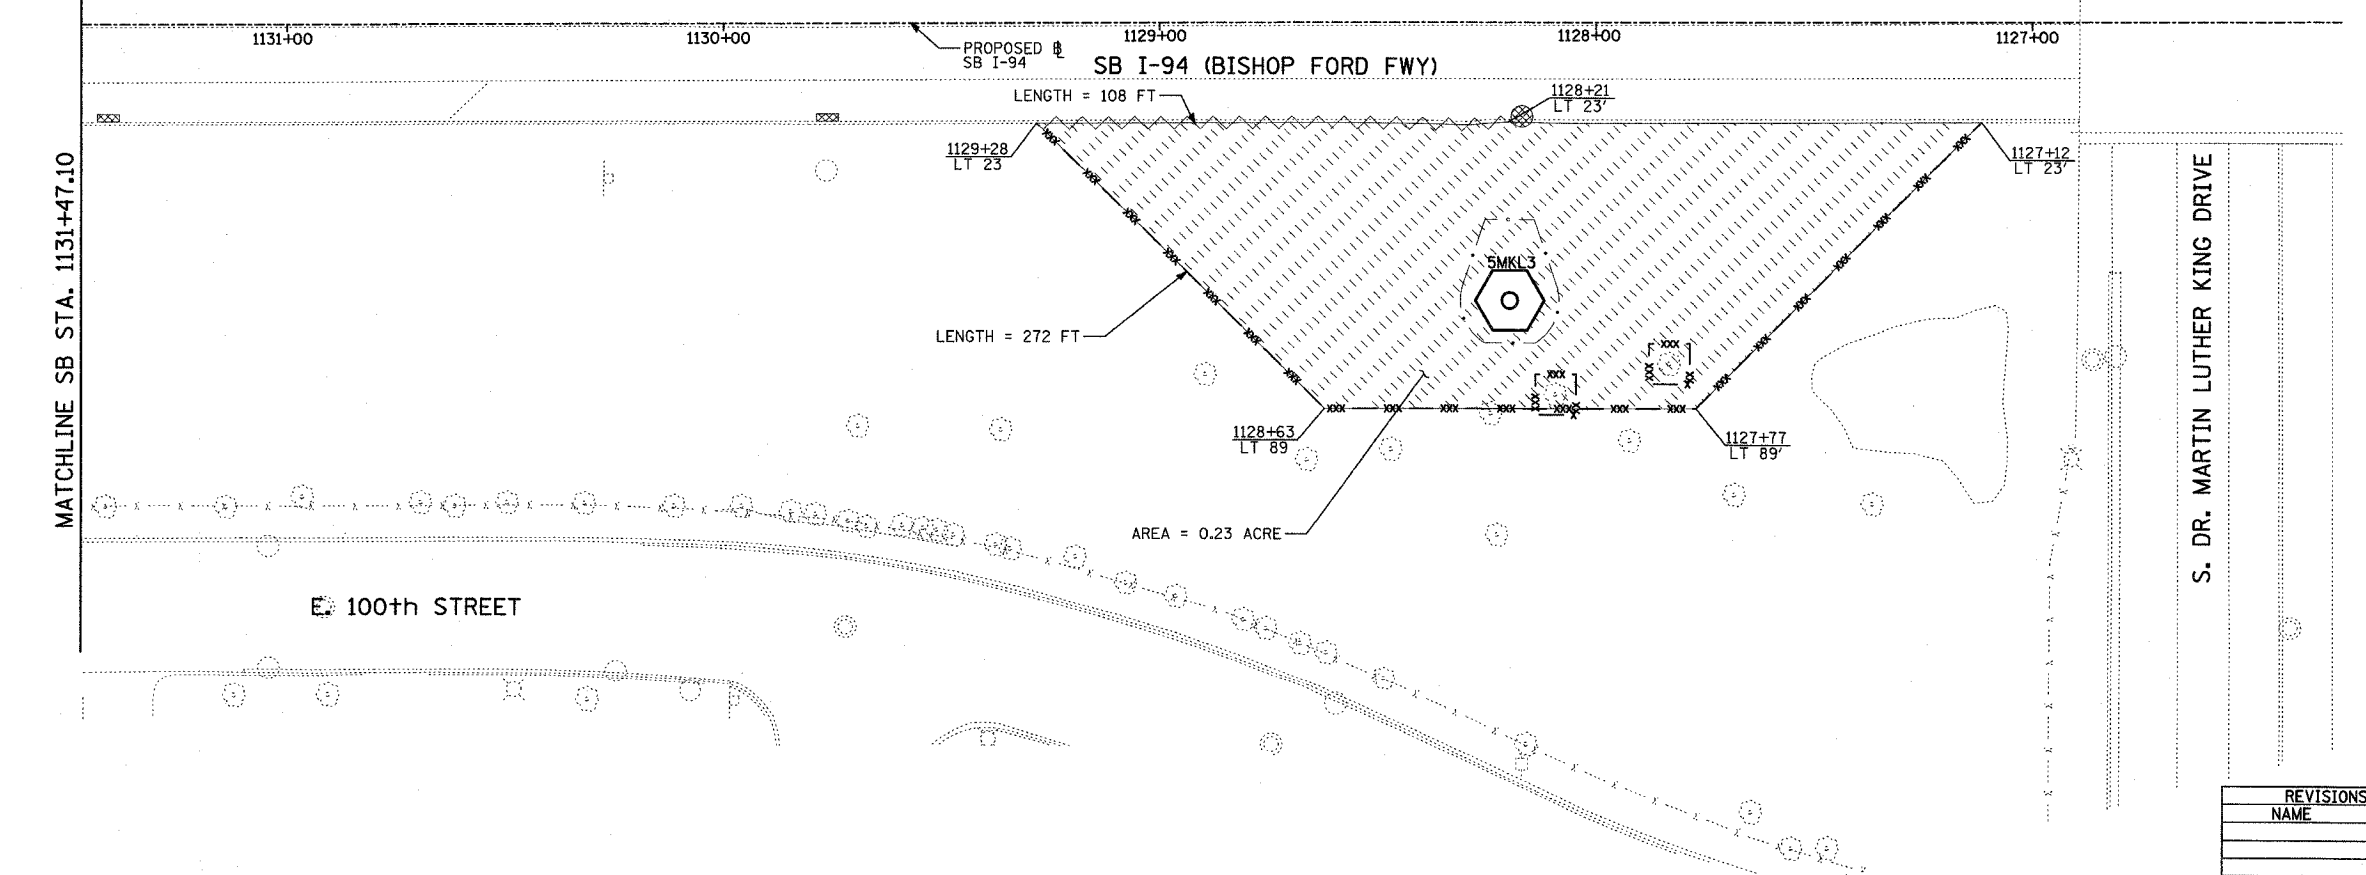 1131+00
1130+00
1129+00
1128+00
1127+00
PROPOSED ℄
SB I-94
SB I-94 (BISHOP FORD FWY)
LENGTH = 108 FT
1128+21
LT 23'
1129+28
LT 23
1127+12
LT 23'
MATCHLINE SB STA. 1131+47.10
5MKL3
LENGTH = 272 FT
1128+63
LT 89
1127+77
LT 89'
AREA = 0.23 ACRE
E. 100th STREET
S. DR. MARTIN LUTHER KING DRIVE
REVISIONS
NAME